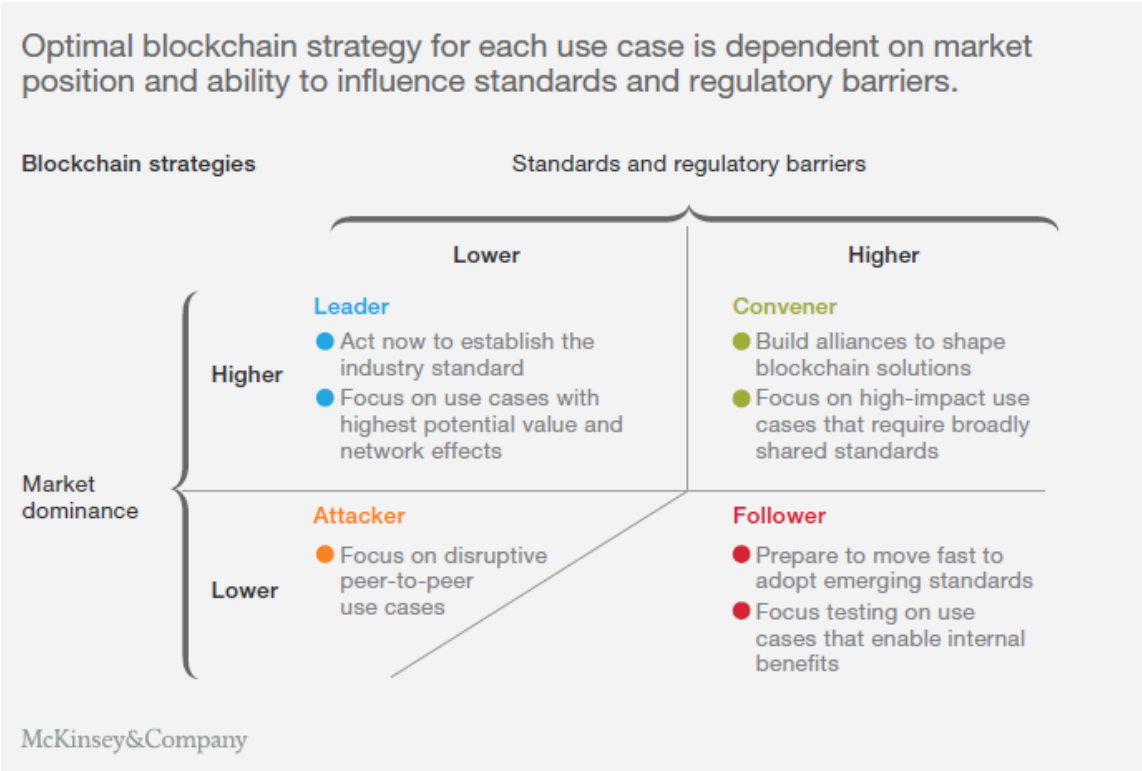 Optimal blockchain strategy for each use case is dependent on market
position and ability to influence standards and regulatory barriers.
Blockchain strategies
Standards and regulatory barriers
Lower
Higher
Market
dominance
Higher
Leader
Act now to establish the
industry standard
Focus on use cases with
highest potential value and
network effects
Convener
Build alliances to shape
blockchain solutions
Focus on high-impact use
cases that require broadly
shared standards
Lower
Attacker
Focus on disruptive
peer-to-peer
use cases
Follower
Prepare to move fast to
adopt emerging standards
Focus testing on use
cases that enable internal
benefits
McKinsey&Company